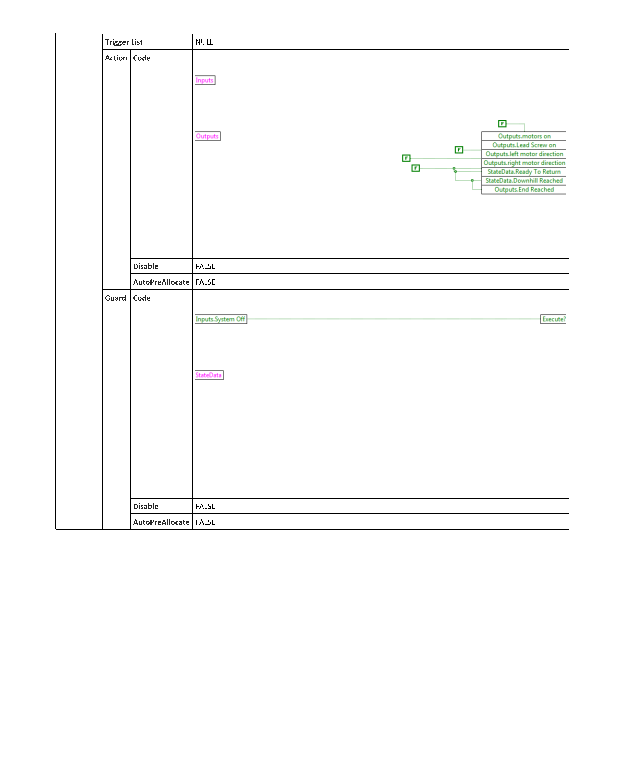 Trigger List NULL
Action Code
Inputs
F
Outputs
Outputs.motors on
F
Outputs.Lead Screw on
F
Outputs.left motor direction
F
Outputs.right motor direction
StateData.Ready To Return
StateData.Downhill Reached
Outputs.End Reached
Disable FALSE
AutoPreAllocate FALSE
Guard Code
Inputs.System Off Execute?
StateData
Disable FALSE
AutoPreAllocate FALSE